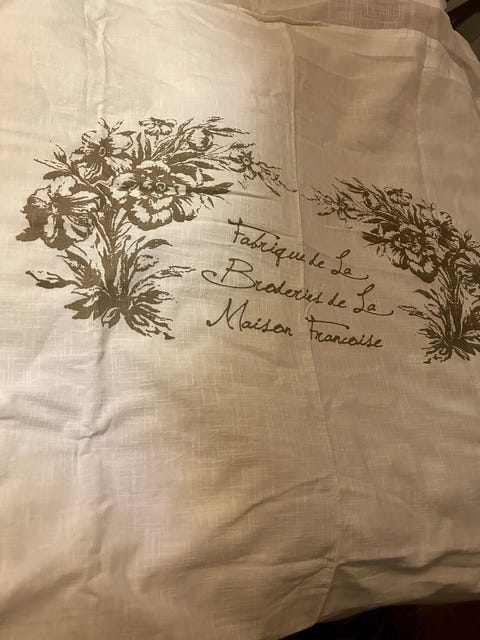 Fabrique de La
Broderies de La
Maison Francoise